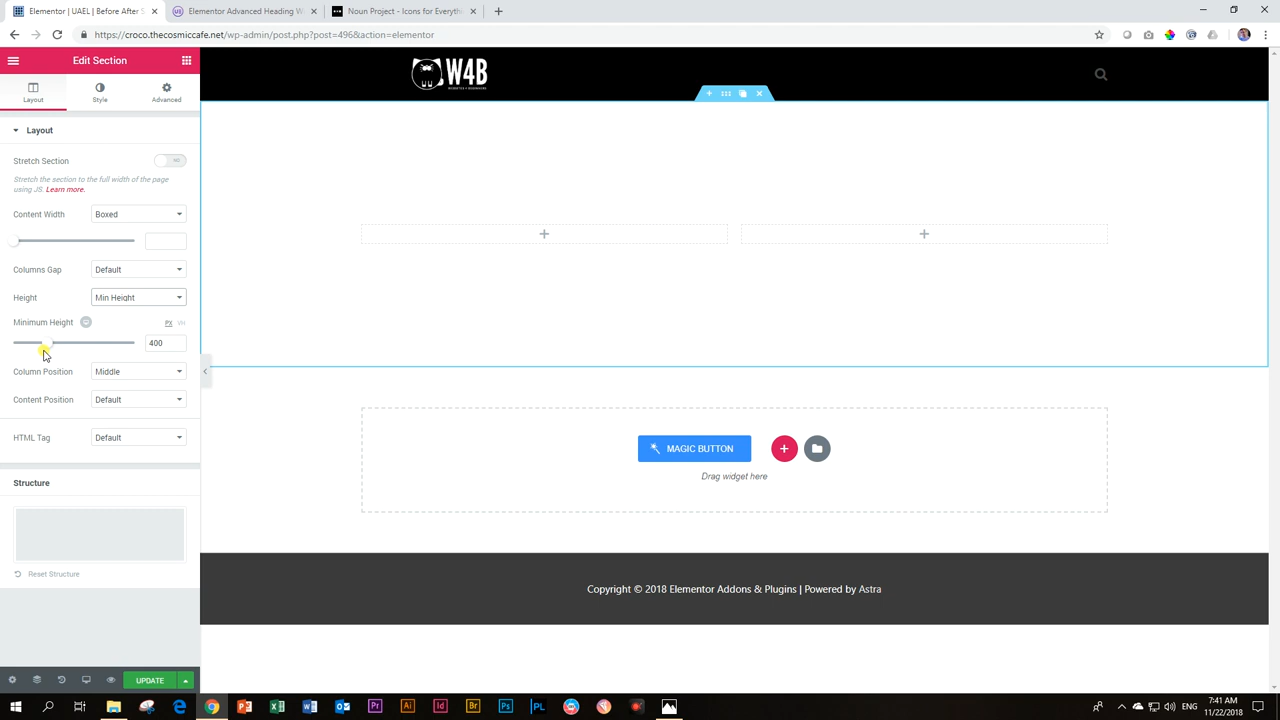 Elementor | UAEL | Before After S
Elementor Advanced Heading W
Noun Project - Icons for Everyth
https://croco.thecosmiccaffe.net/wp-admin/post.php?post=496&action=elementor
Edit Section
Layout
Style
Advanced
Layout
Stretch Section
NO
Stretch the section to the full width of the page
using JS. Learn more.
Content Width
Boxed
Columns Gap
Default
Height
Min Height
Minimum Height
PX
VH
400
Column Position
Middle
Content Position
Default
HTML Tag
Default
Structure
Reset Structure
UPDATE
W4B
MAGIC BUTTON
Drag widget here
Copyright © 2018 Elementor Addons & Plugins | Powered by Astra
ENG
7:41 AM
11/22/2018